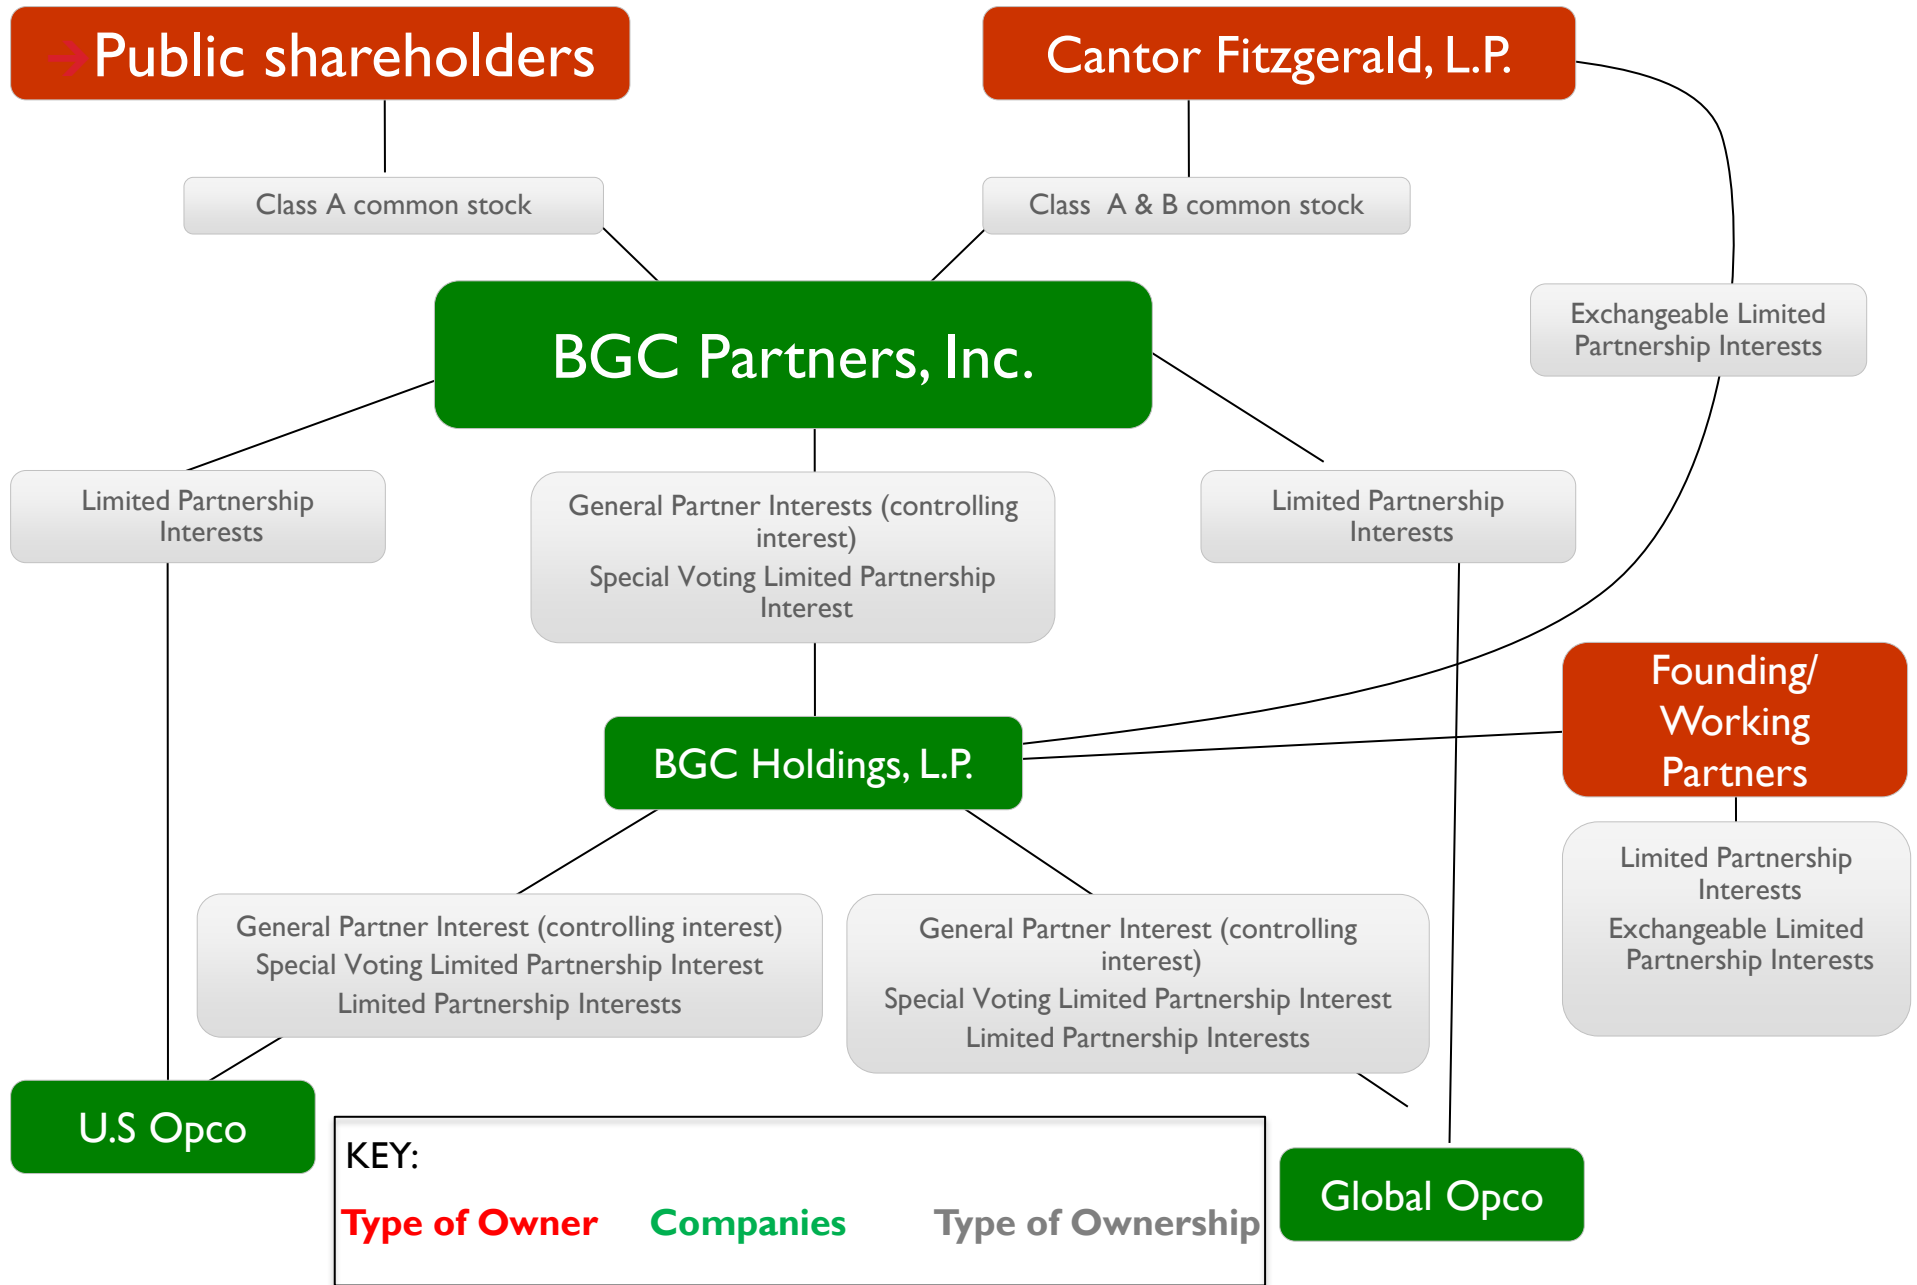 →Public shareholders
Cantor Fitzgerald, L.P.
Class A common stock
Class A & B common stock
BGC Partners, Inc.
Exchangeable Limited
Partnership Interests
Limited Partnership
Interests
General Partner Interests (controlling
interest)
Special Voting Limited Partnership
Interest
Limited Partnership
Interests
Founding/
Working
Partners
BGC Holdings, L.P.
Limited Partnership
Interests
Exchangeable Limited
Partnership Interests
General Partner Interest (controlling interest)
Special Voting Limited Partnership Interest
Limited Partnership Interests
General Partner Interest (controlling
interest)
Special Voting Limited Partnership Interest
Limited Partnership Interests
U.S Opco
KEY:
Type of Owner
Companies
Type of Ownership
Global Opco